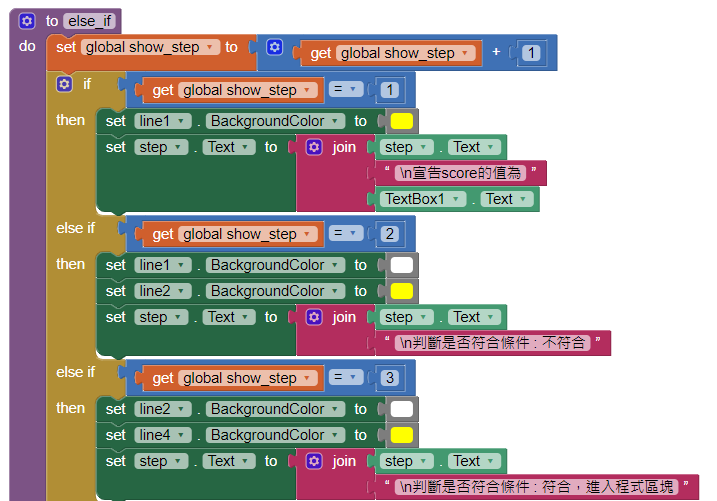 to else_if
do set global show_step to get global show_step + 1
if get global show_step = 1
then set line1 . BackgroundColor to
set step . Text to join step . Text
“ \n宣告score的值為 ”
TextBox1 . Text
else if get global show_step = 2
then set line1 . BackgroundColor to
set line2 . BackgroundColor to
set step . Text to join step . Text
“ \n判斷是否符合條件 : 不符合 ”
else if get global show_step = 3
then set line2 . BackgroundColor to
set line4 . BackgroundColor to
set step . Text to join step . Text
“ \n判斷是否符合條件 : 符合，進入程式區塊 ”